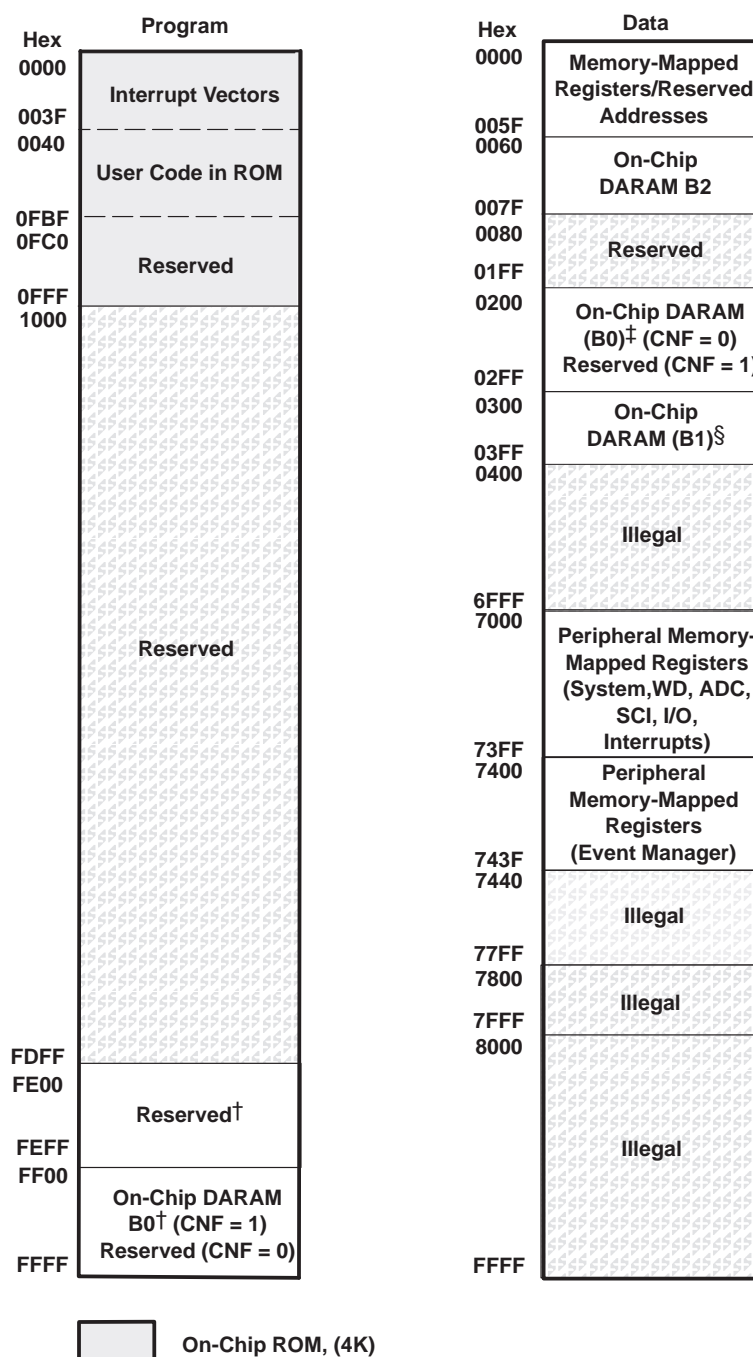 Program
Hex
0000
Interrupt Vectors
003F
0040
User Code in ROM
0FBF
0FC0
Reserved
0FFF
1000
Reserved
FDFF
FE00
Reserved†
FEFF
FF00
On-Chip DARAM
B0† (CNF = 1)
Reserved (CNF = 0)
FFFF
On-Chip ROM, (4K)
Data
Hex
0000
Memory-Mapped
Registers/Reserved
Addresses
005F
0060
On-Chip
DARAM B2
007F
0080
Reserved
01FF
0200
On-Chip DARAM
(B0)‡ (CNF = 0)
Reserved (CNF = 1)
02FF
0300
On-Chip
DARAM (B1)§
03FF
0400
Illegal
6FFF
7000
Peripheral Memory-
Mapped Registers
(System,WD, ADC,
SCI, I/O,
Interrupts)
73FF
7400
Peripheral
Memory-Mapped
Registers
(Event Manager)
743F
7440
Illegal
77FF
7800
Illegal
7FFF
8000
Illegal
FFFF